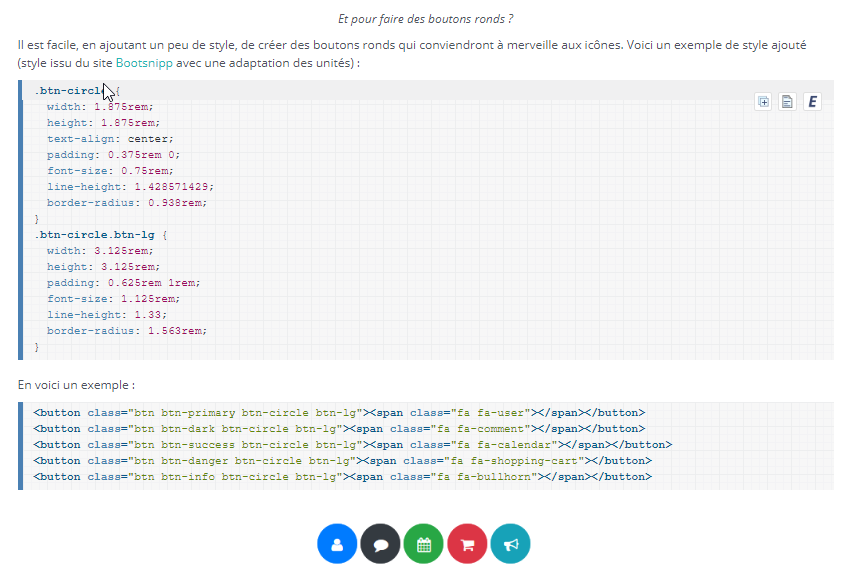 Et pour faire des boutons ronds ?
Il est facile, en ajoutant un peu de style, de créer des boutons ronds qui conviendront à merveille aux icônes. Voici un exemple de style ajouté
(style issu du site Bootsnipp avec une adaptation des unités) :
.btn-circle {
width: 1.875rem;
height: 1.875rem;
text-align: center;
padding: 0.375rem 0;
font-size: 0.75rem;
line-height: 1.428571429;
border-radius: 0.938rem;
}
.btn-circle.btn-lg {
width: 3.125rem;
height: 3.125rem;
padding: 0.625rem 1rem;
font-size: 1.125rem;
line-height: 1.33;
border-radius: 1.563rem;
}
E
En voici un exemple :
<button class="btn btn-primary btn-circle btn-lg"><span class="fa fa-user"></span></button>
<button class="btn btn-dark btn-circle btn-lg"><span class="fa fa-comment"></span></button>
<button class="btn btn-success btn-circle btn-lg"><span class="fa fa-calendar"></span></button>
<button class="btn btn-danger btn-circle btn-lg"><span class="fa fa-shopping-cart"></button>
<button class="btn btn-info btn-circle btn-lg"><span class="fa fa-bullhorn"></span></button>